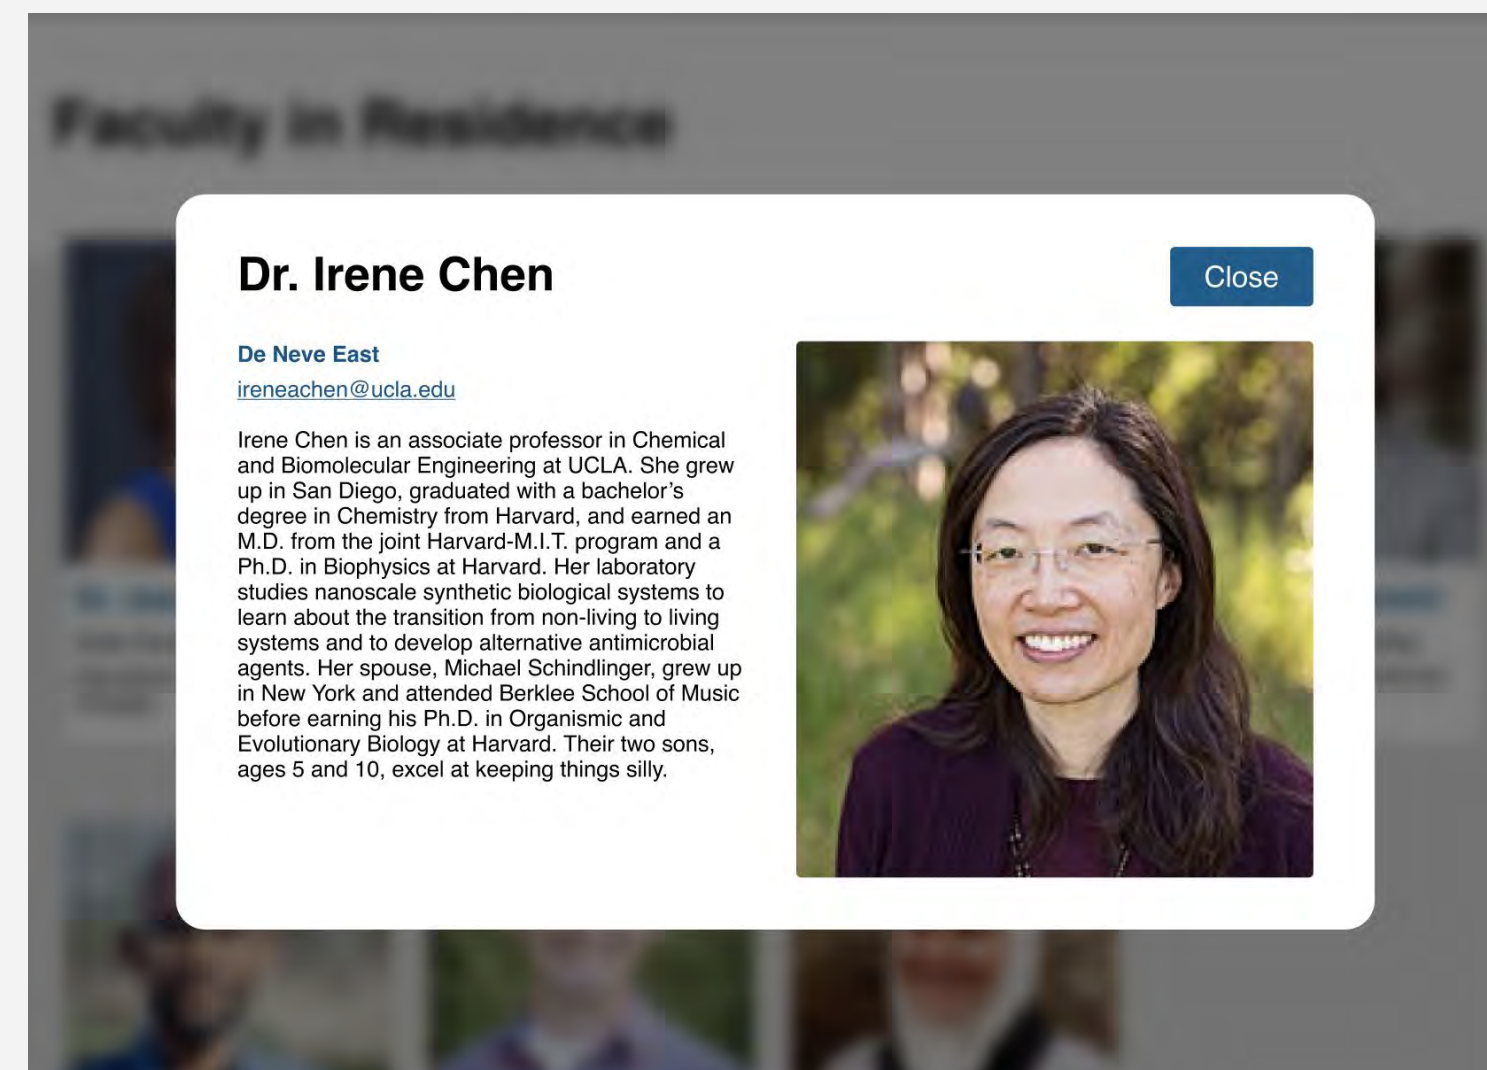 Faculty in Residence
Dr. Irene Chen
Close
De Neve East
ireneachen@ucla.edu
Irene Chen is an associate professor in Chemical
and Biomolecular Engineering at UCLA. She grew
up in San Diego, graduated with a bachelor’s
degree in Chemistry from Harvard, and earned an
M.D. from the joint Harvard-M.I.T. program and a
Ph.D. in Biophysics at Harvard. Her laboratory
studies nanoscale synthetic biological systems to
learn about the transition from non-living to living
systems and to develop alternative antimicrobial
agents. Her spouse, Michael Schindlinger, grew up
in New York and attended Berklee School of Music
before earning his Ph.D. in Organismic and
Evolutionary Biology at Harvard. Their two sons,
ages 5 and 10, excel at keeping things silly.